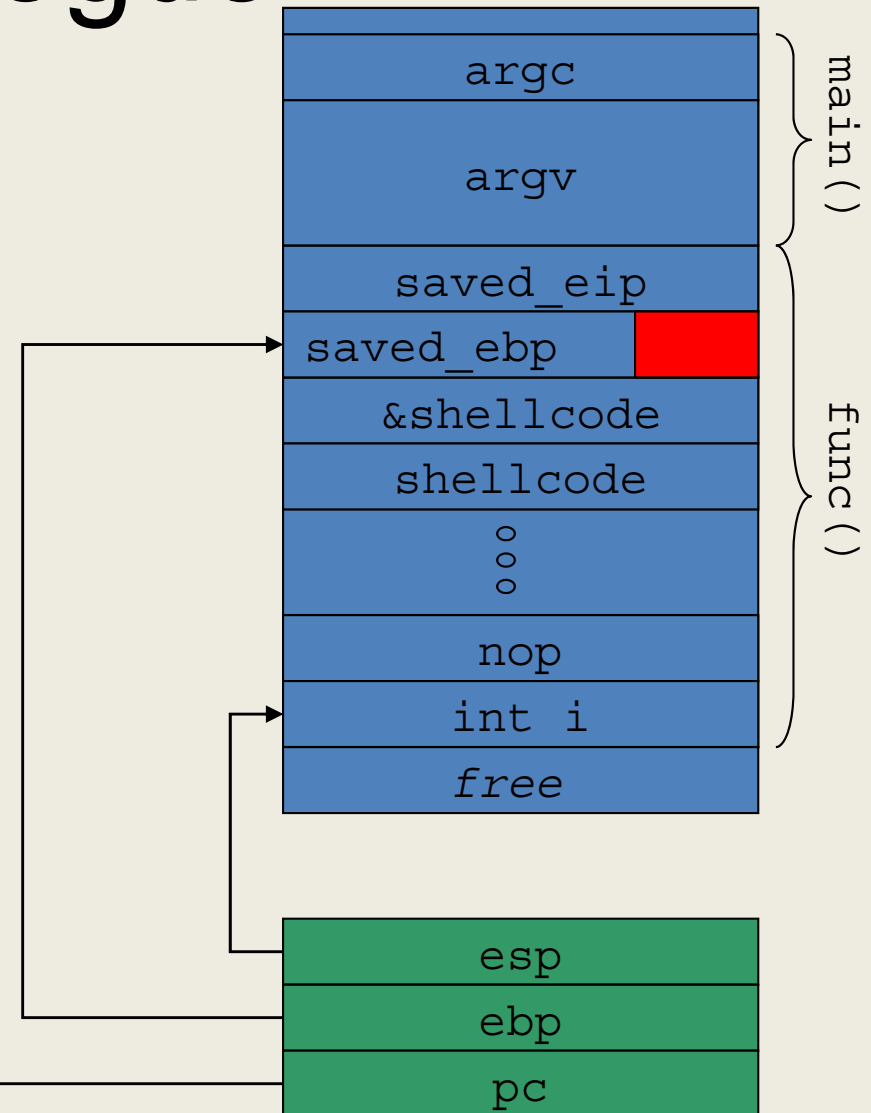 argc
main()
argv
saved_eip
saved_ebp
&shellcode
func()
shellcode
nop
int i
free
esp
ebp
pc